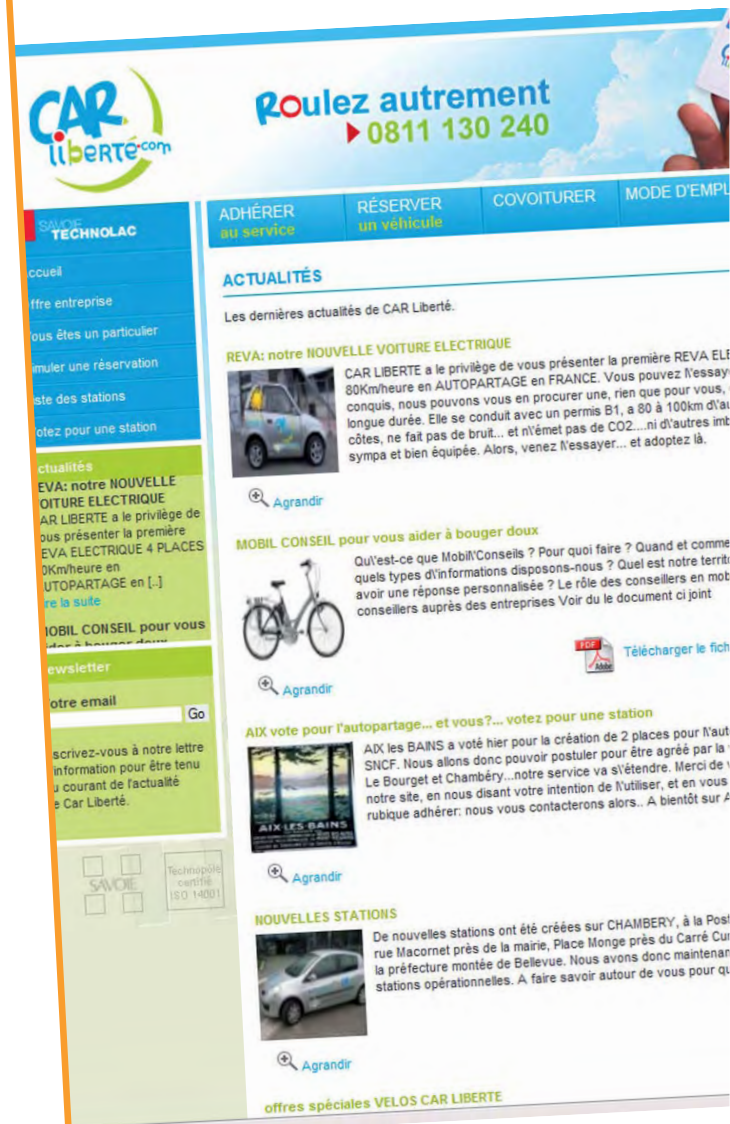 CAR
liberté.com
Roulez autrement
0811 130 240
SAVOIE
TECHNOLAC
ADHÉRER
au service
RÉSERVER
un véhicule
COVOITURER
MODE D'EMPL
ccueil
ffre entreprise
ous êtes un particulier
imuler une réservation
iste des stations
otez pour une station
ctualités
EVA: notre NOUVELLE
OITURE ELECTRIQUE
AR LIBERTE a le privilège de
ous présenter la première
EVA ELECTRIQUE 4 PLACES
0Km/heure en
UTOPARTAGE en [..]
re la suite
OBIL CONSEIL pour vous
ider à bouger doux
ewsletter
otre email
Go
scrivez-vous à notre lettre
information pour être tenu
u courant de l'actualité
e Car Liberté.
SAVOIE
Technopôle
certifié
ISO 14001
ACTUALITÉS
Les dernières actualités de CAR Liberté.
REVA: notre NOUVELLE VOITURE ELECTRIQUE
CAR LIBERTE a le privilège de vous présenter la première REVA ELE
80Km/heure en AUTOPARTAGE en FRANCE. Vous pouvez l\'essay
conquis, nous pouvons vous en procurer une, rien que pour vous,
longue durée. Elle se conduit avec un permis B1, a 80 à 100km d\'au
côtes, ne fait pas de bruit... et n\'émet pas de CO2....ni d\'autres imb
sympa et bien équipée. Alors, venez l\'essayer... et adoptez là.
Agrandir
MOBIL CONSEIL pour vous aider à bouger doux
Qu\'est-ce que Mobil\'Conseils ? Pour quoi faire ? Quand et comme
quels types d\'informations disposons-nous ? Quel est notre territo
avoir une réponse personnalisée ? Le rôle des conseillers en mob
conseillers auprès des entreprises Voir du le document ci joint
PDF
Adobe
Télécharger le fich
Agrandir
AIX vote pour l'autopartage... et vous?... votez pour une station
AIX les BAINS a voté hier pour la création de 2 places pour l\'aut
SNCF. Nous allons donc pouvoir postuler pour être agréé par la
Le Bourget et Chambéry...notre service va s\'étendre. Merci de v
notre site, en nous disant votre intention de l\'utiliser, et en vous
rubique adhérer: nous vous contacterons alors.. A bientôt sur A
AIX-LES-BAINS
Agrandir
NOUVELLES STATIONS
De nouvelles stations ont été créées sur CHAMBERY, à la Post
rue Macornet près de la mairie, Place Monge près du Carré Cur
la préfecture montée de Bellevue. Nous avons donc maintenan
stations opérationnelles. A faire savoir autour de vous pour qu
Agrandir
offres spéciales VELOS CAR LIBERTE